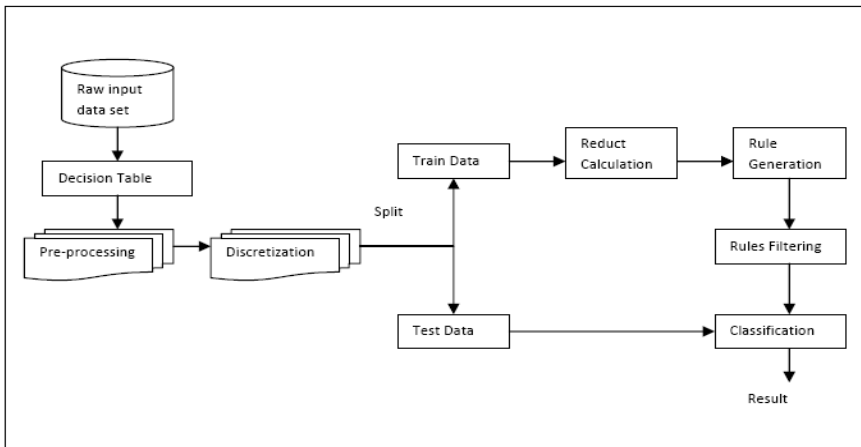 Raw input
data set
Decision Table
Pre-processing
Discretization
Split
Train Data
Reduct
Calculation
Rule
Generation
Rules Filtering
Test Data
Classification
Result